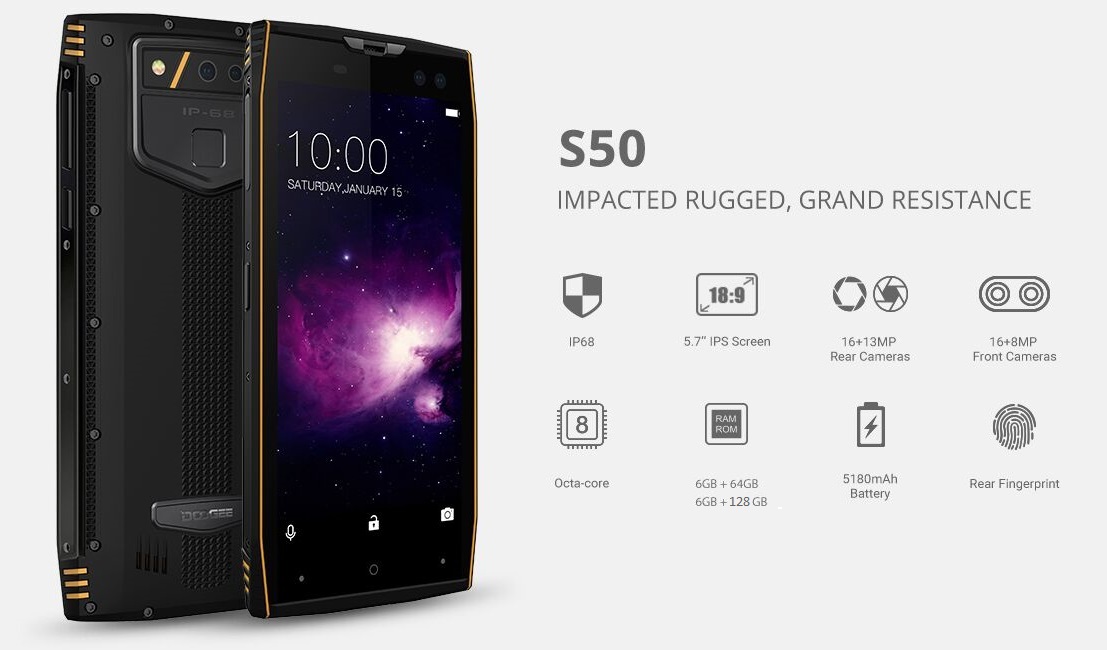 IP-68
10:00
SATURDAY,JANUARY 15
DOOGEE
S50
IMPACTED RUGGED, GRAND RESISTANCE
18:9
IP68
5.7” IPS Screen
16+13MP
Rear Cameras
16+8MP
Front Cameras
8
RAM
ROM
Octa-core
6GB + 64GB
6GB + 128 GB
5180mAh
Battery
Rear Fingerprint